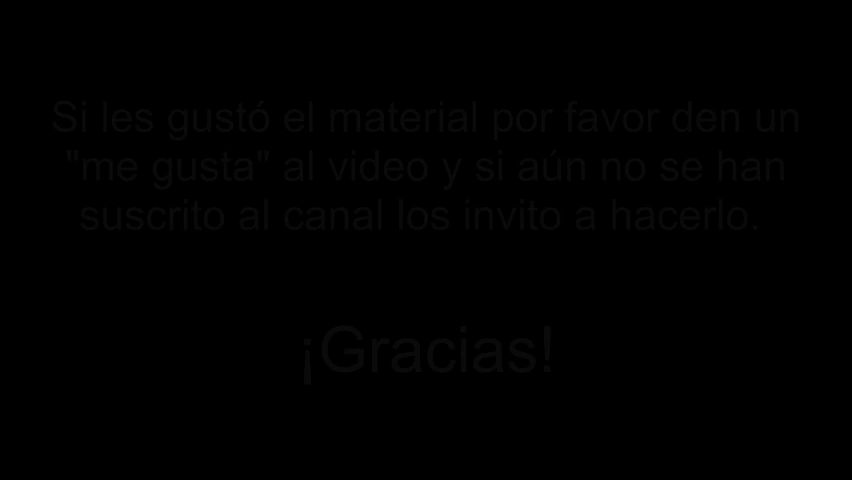 Si les gustó el material por favor den un
"me gusta" al video y si aún no se han
suscrito al canal los invito a hacerlo.
¡Gracias!